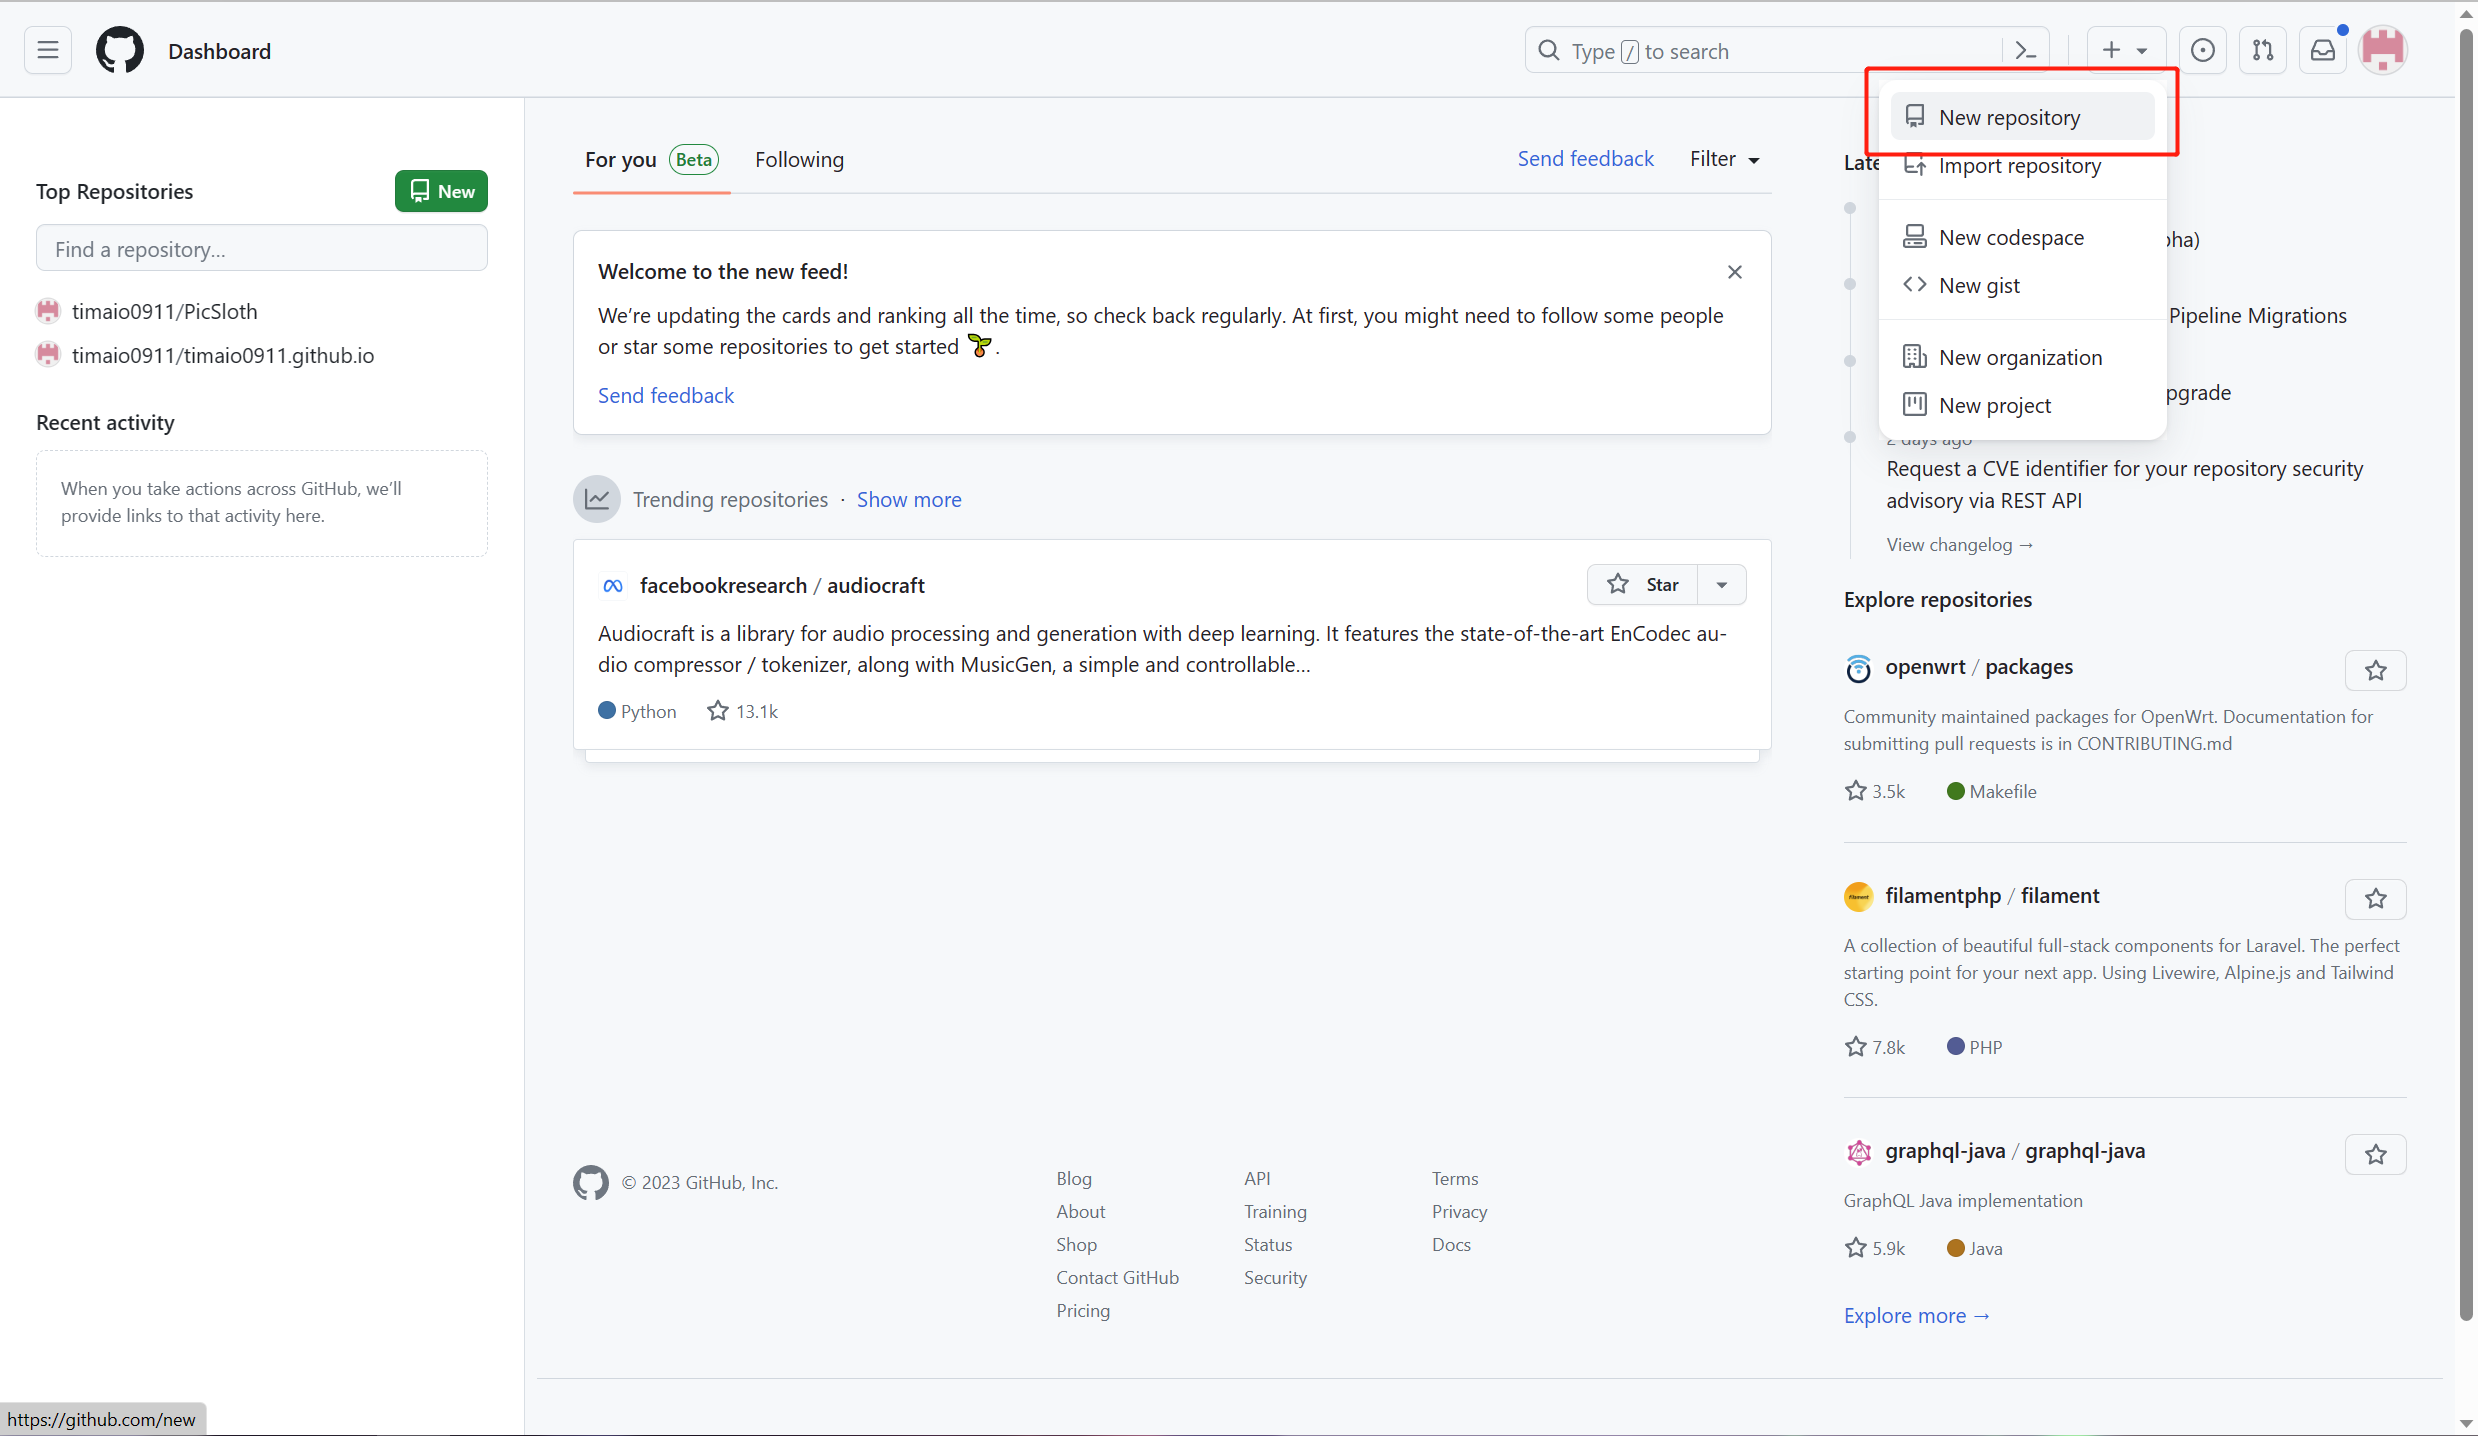 Dashboard
Type / to search
Top Repositories
New
Find a repository...
timaio0911/PicSloth
timaio0911/timaio0911.github.io
Recent activity
When you take actions across GitHub, we'll
provide links to that activity here.
For you Beta
Following
Send feedback
Filter
Welcome to the new feed!
We're updating the cards and ranking all the time, so check back regularly. At first, you might need to follow some people
or star some repositories to get started .
Send feedback
Trending repositories · Show more
facebookresearch / audiocraft
Star
Audiocraft is a library for audio processing and generation with deep learning. It features the state-of-the-art EnCodec au-
dio compressor / tokenizer, along with MusicGen, a simple and controllable...
Python
13.1k
New repository
Import repository
New codespace
New gist
New organization
New project
Pipeline Migrations
2 days ago
Request a CVE identifier for your repository security
advisory via REST API
View changelog →
Explore repositories
openwrt / packages
Community maintained packages for OpenWrt. Documentation for
submitting pull requests is in CONTRIBUTING.md
3.5k
Makefile
filamentphp / filament
filament
A collection of beautiful full-stack components for Laravel. The perfect
starting point for your next app. Using Livewire, Alpine.js and Tailwind
CSS.
7.8k
PHP
graphql-java / graphql-java
GraphQL Java implementation
5.9k
Java
Explore more →
© 2023 GitHub, Inc.
Blog
About
Shop
Contact GitHub
Pricing
API
Training
Status
Security
Terms
Privacy
Docs
https://github.com/new